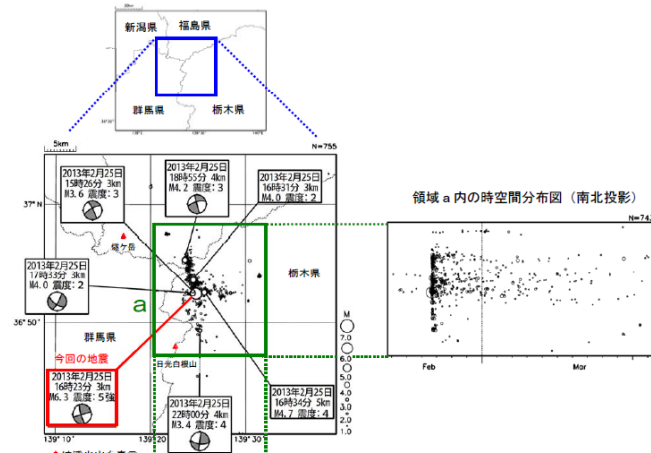 新潟県
福島県
群馬県
栃木県
5km
N=755
2013年2月25日
15時26分 3km
M3.6 震度：3
2013年2月25日
18時55分 4km
M4.2 震度：3
2013年2月25日
16時31分 3km
M4.0 震度：2
領域ａ内の時空間分布図（南北投影）
37°N
燧ケ岳
2013年2月25日
17時33分 3km
M4.0 震度：2
a
栃木県
36°50'
群馬県
今回の地震
日光白根山
2013年2月25日
16時23分 3km
M6.3 震度：5強
2013年2月25日
22時00分 4km
M3.4 震度：4
2013年2月25日
16時34分 5km
M4.7 震度：4
M
7.0
6.0
5.0
4.0
3.0
2.0
1.0
Feb
Mar
139°10'
139°20'
139°30'